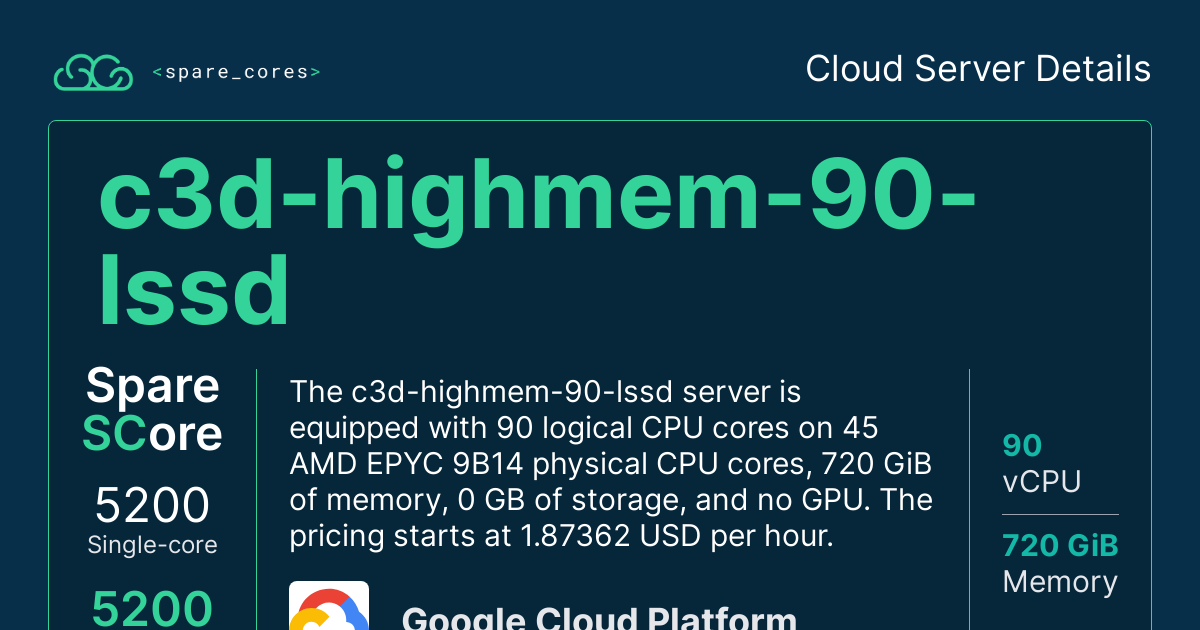 <spare_cores>
Cloud Server Details
c3d-highmem-90-
lssd
Spare
SCore
5200
Single-core
5200
The c3d-highmem-90-lssd server is
equipped with 90 logical CPU cores on 45
AMD EPYC 9B14 physical CPU cores, 720 GiB
of memory, 0 GB of storage, and no GPU. The
pricing starts at 1.87362 USD per hour.
Google Cloud Platform
90
vCPU
720 GiB
Memory